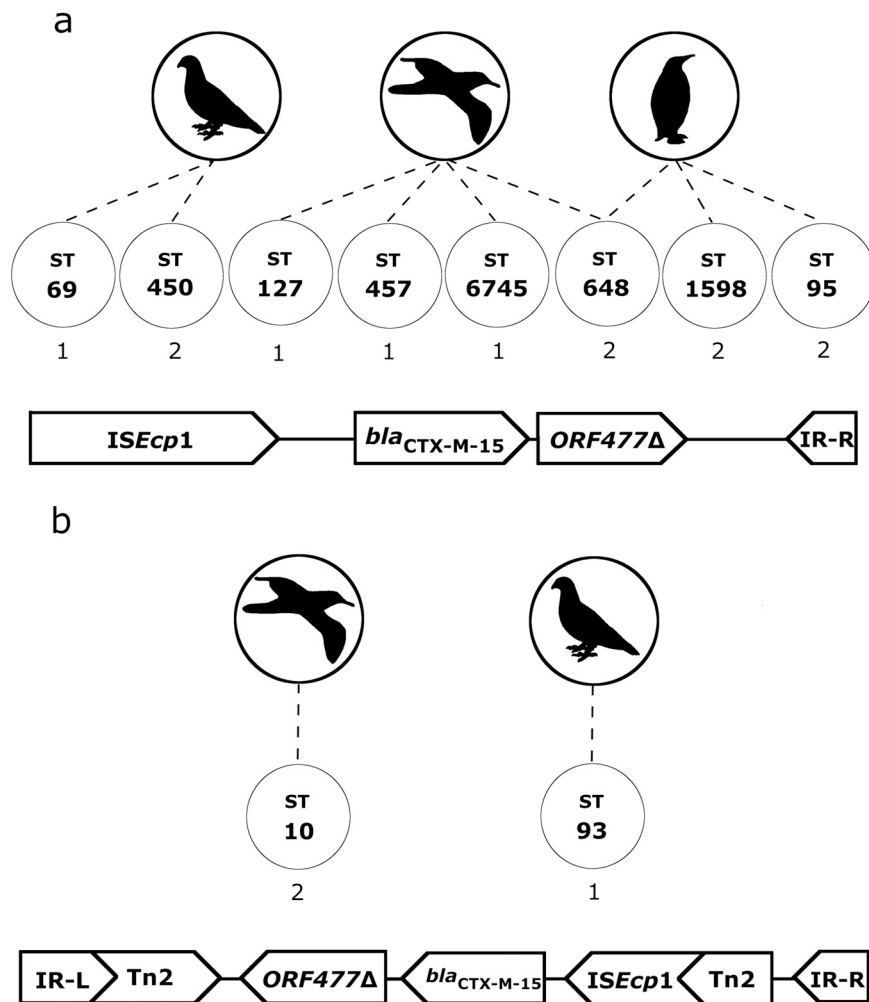 a
ST ST ST ST ST ST ST ST
69 450 127 457 6745 648 1598 95
1 2 1 1 1 2 2 2
ISEcp1 blaCTX-M-15 ORF477Δ IR-R
b
ST ST
10 93
2 1
IR-L Tn2 ORF477Δ blaCTX-M-15 ISEcp1 Tn2 IR-R